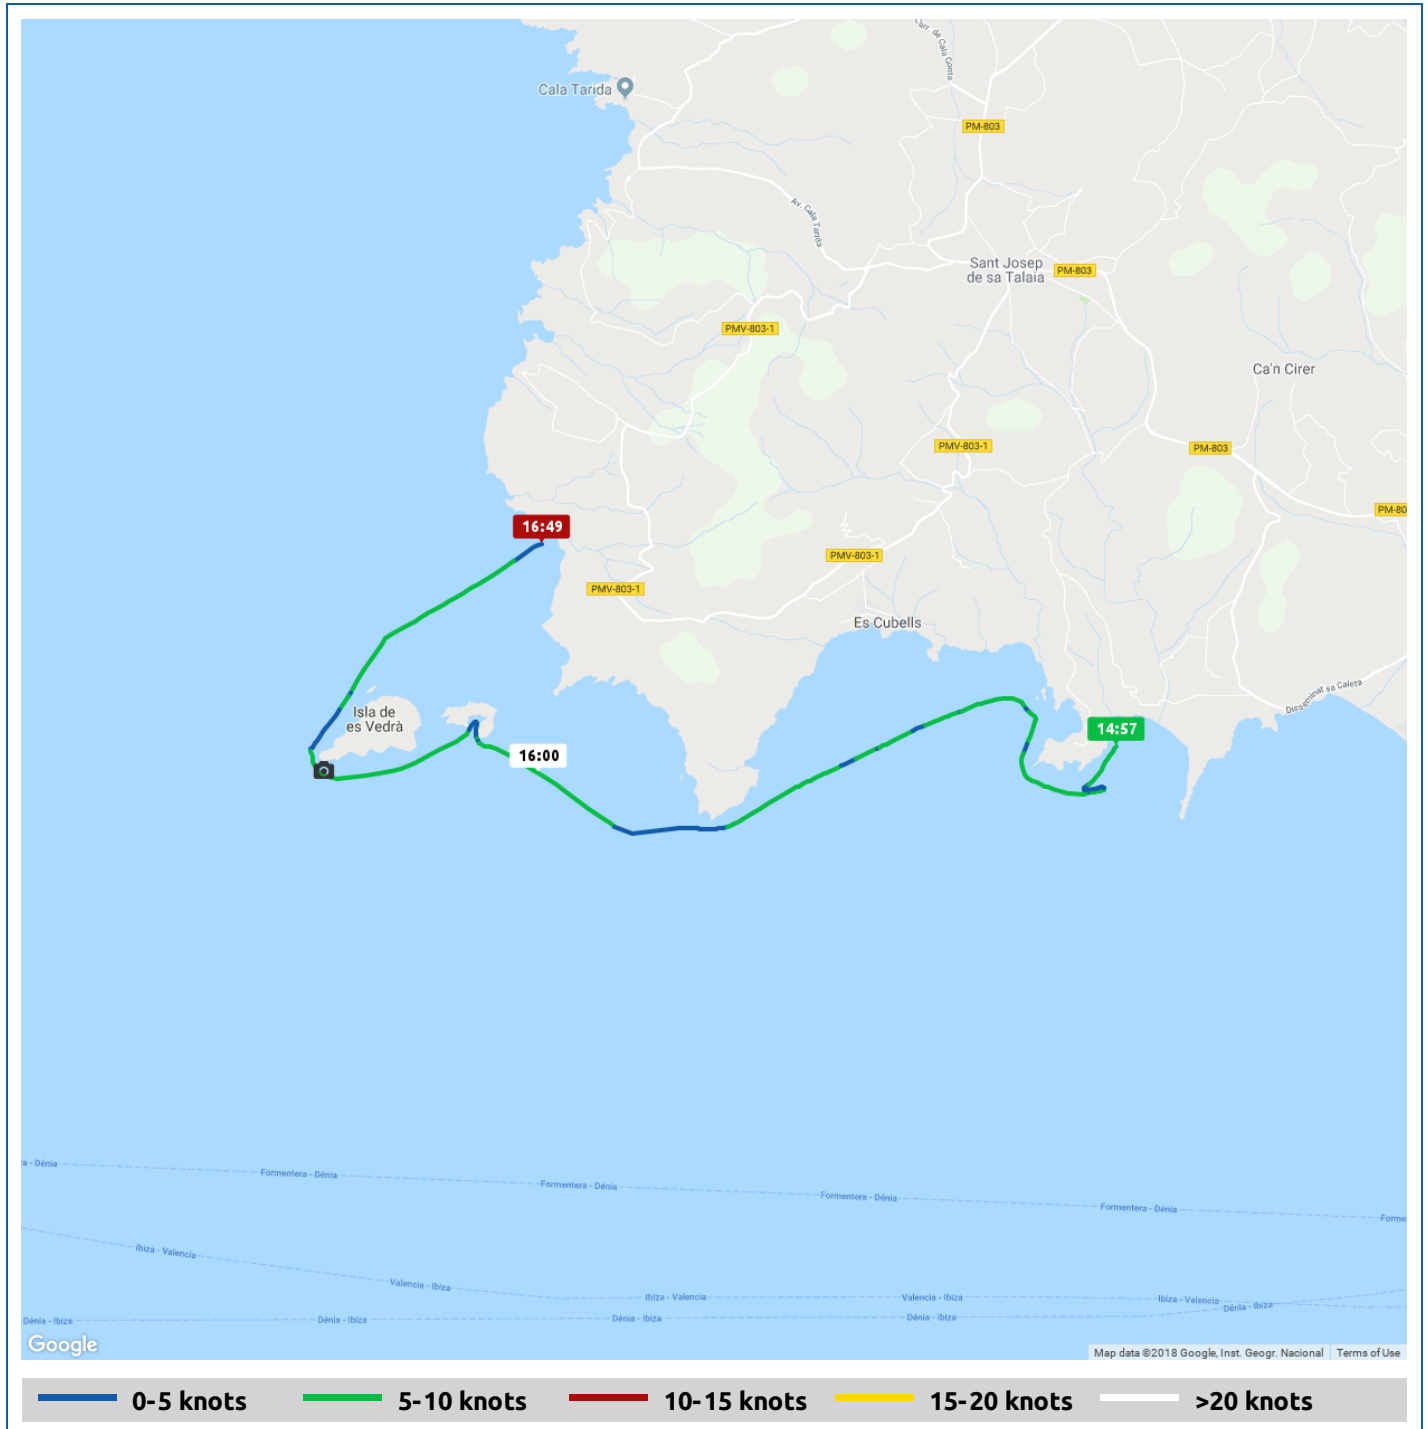 Carr. de Cala Conta
Cala Tarida
PM-803
Av. Cala Tarida
Sant Josep
de sa Talaia
PM-803
PMV-803-1
Ca'n Cirer
PMV-803-1
PM-803
PM-80
16:49
PMV-803-1
PMV-803-1
Es Cubells
Diseminat sa Caleta
Isla de
es Vedrà
14:57
16:00
a - Dénia
Formentera - Dénia
Formentera - Dénia
Formentera - Dénia
Formentera - Dénia
Forme
Ibiza - Valencia
Valencia - Ibiza
Ibiza - Valencia
Valencia - Ibiza
Ibiza - Valencia
Dénia - Ibiza
Dénia - Ibiza
Dénia - Ibiza
Dénia - Ibiza
Dénia - Ibiza
Google
Map data ©2018 Google, Inst. Geogr. Nacional
Terms of Use
0-5 knots
5-10 knots
10-15 knots
15-20 knots
>20 knots